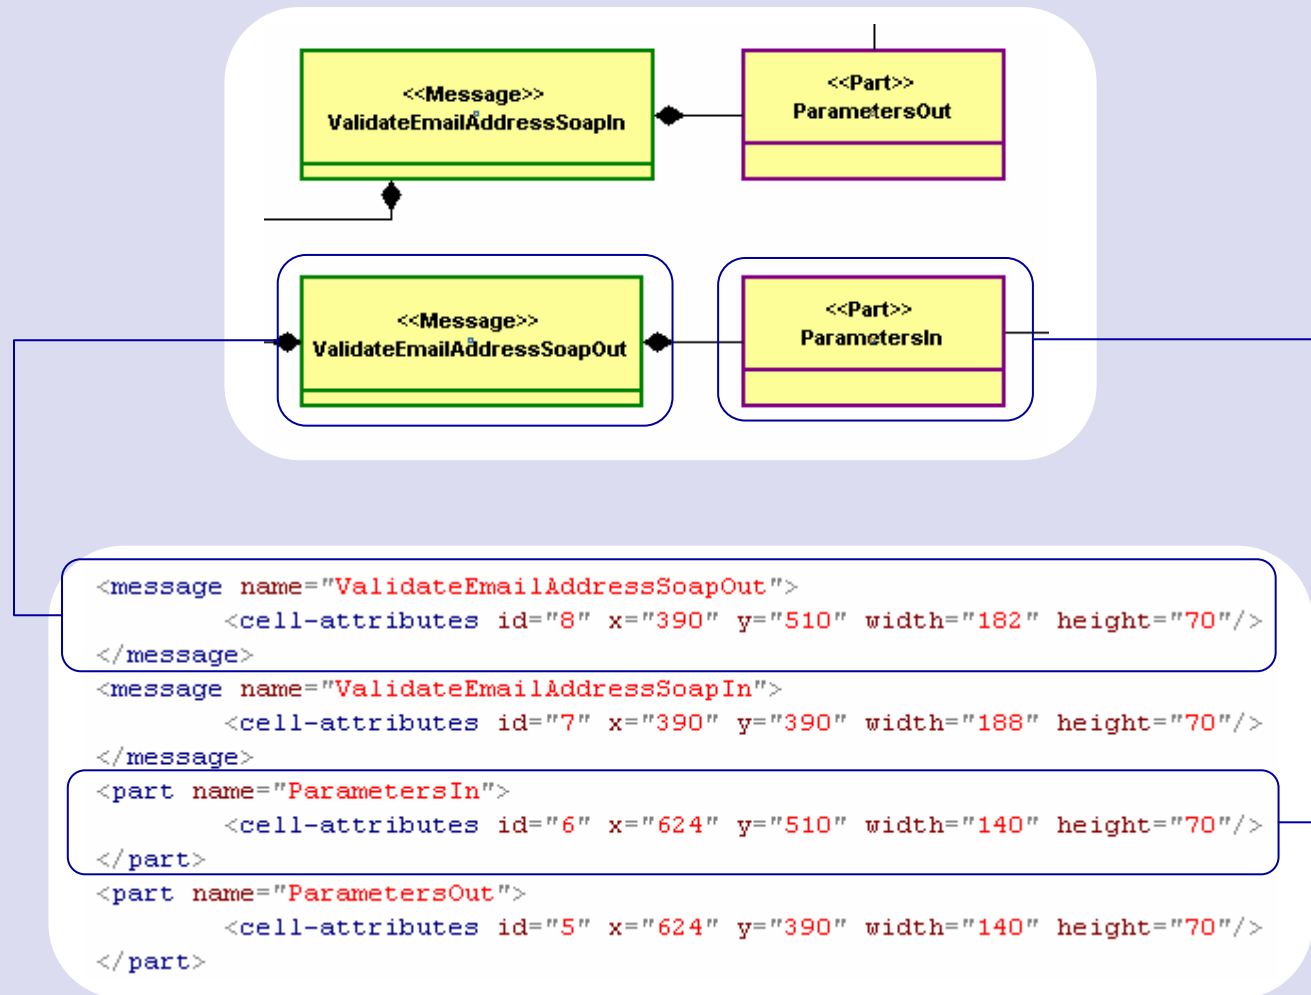 <<Message>>
ValidateEmailAddressSoapIn
<<Part>>
ParametersOut
<<Message>>
ValidateEmailAddressSoapOut
<<Part>>
ParametersIn
<message name="ValidateEmailAddressSoapOut">
<cell-attributes id="8" x="390" y="510" width="182" height="70"/>
</message>
<message name="ValidateEmailAddressSoapIn">
<cell-attributes id="7" x="390" y="390" width="188" height="70"/>
</message>
<part name="ParametersIn">
<cell-attributes id="6" x="624" y="510" width="140" height="70"/>
</part>
<part name="ParametersOut">
<cell-attributes id="5" x="624" y="390" width="140" height="70"/>
</part>